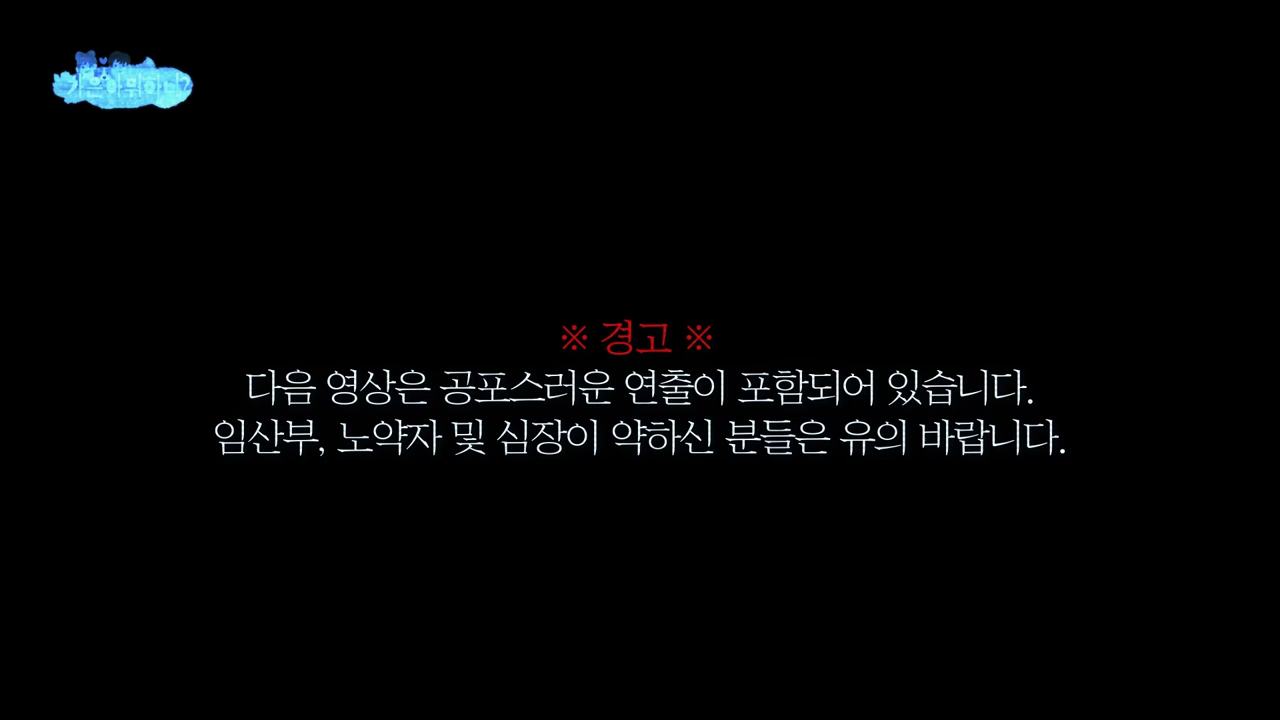 ※ 경고 ※
다음 영상은 공포스러운 연출이 포함되어 있습니다.
임산부, 노약자 및 심장이 약하신 분들은 유의 바랍니다.